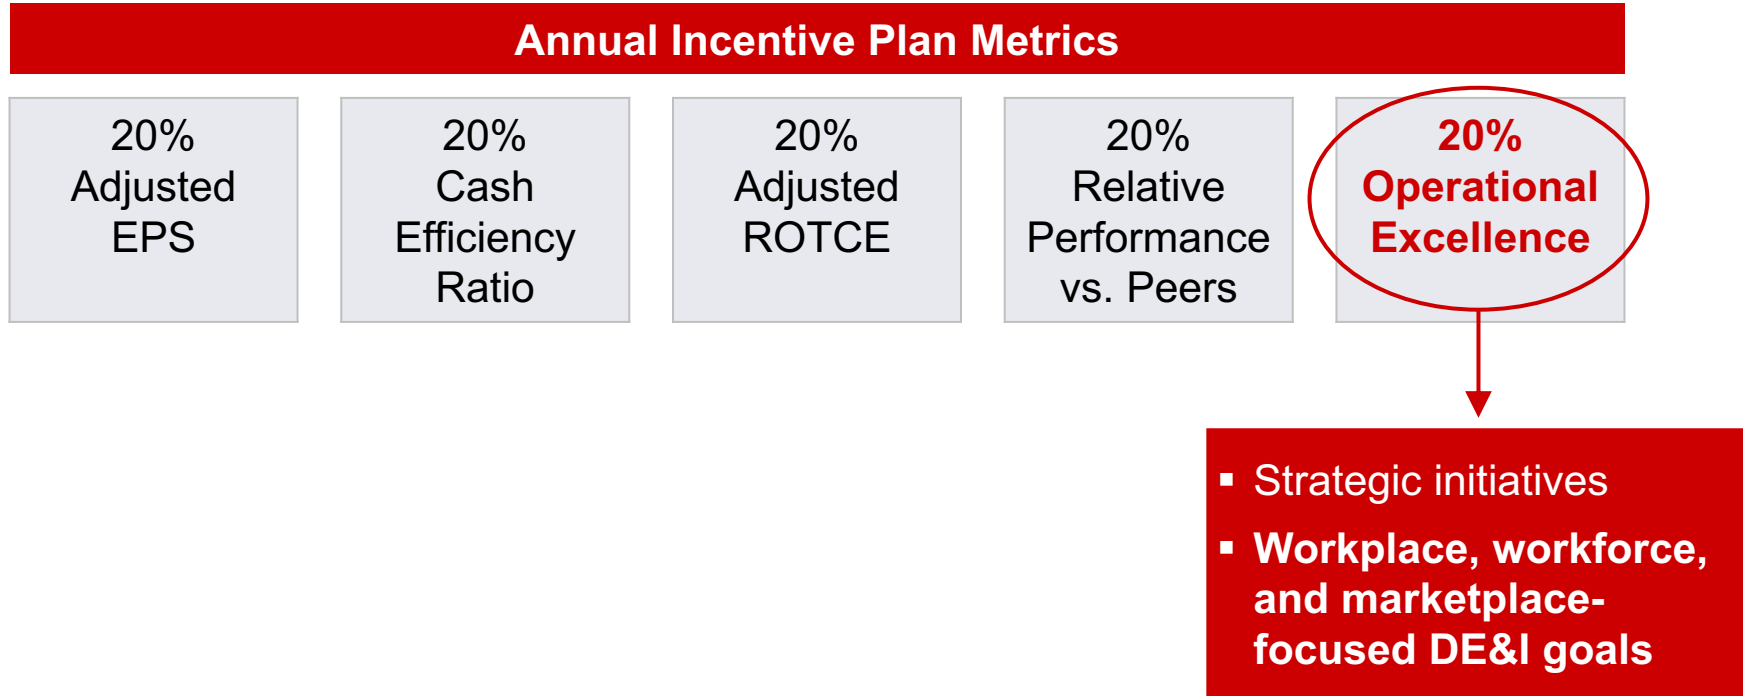 Annual Incentive Plan Metrics
20%
Adjusted
EPS
20%
Cash
Efficiency
Ratio
20%
Adjusted
ROTCE
20%
Relative
Performance
vs. Peers
20%
Operational
Excellence
▪ Strategic initiatives
▪ Workplace, workforce,
and marketplace-
focused DE&I goals